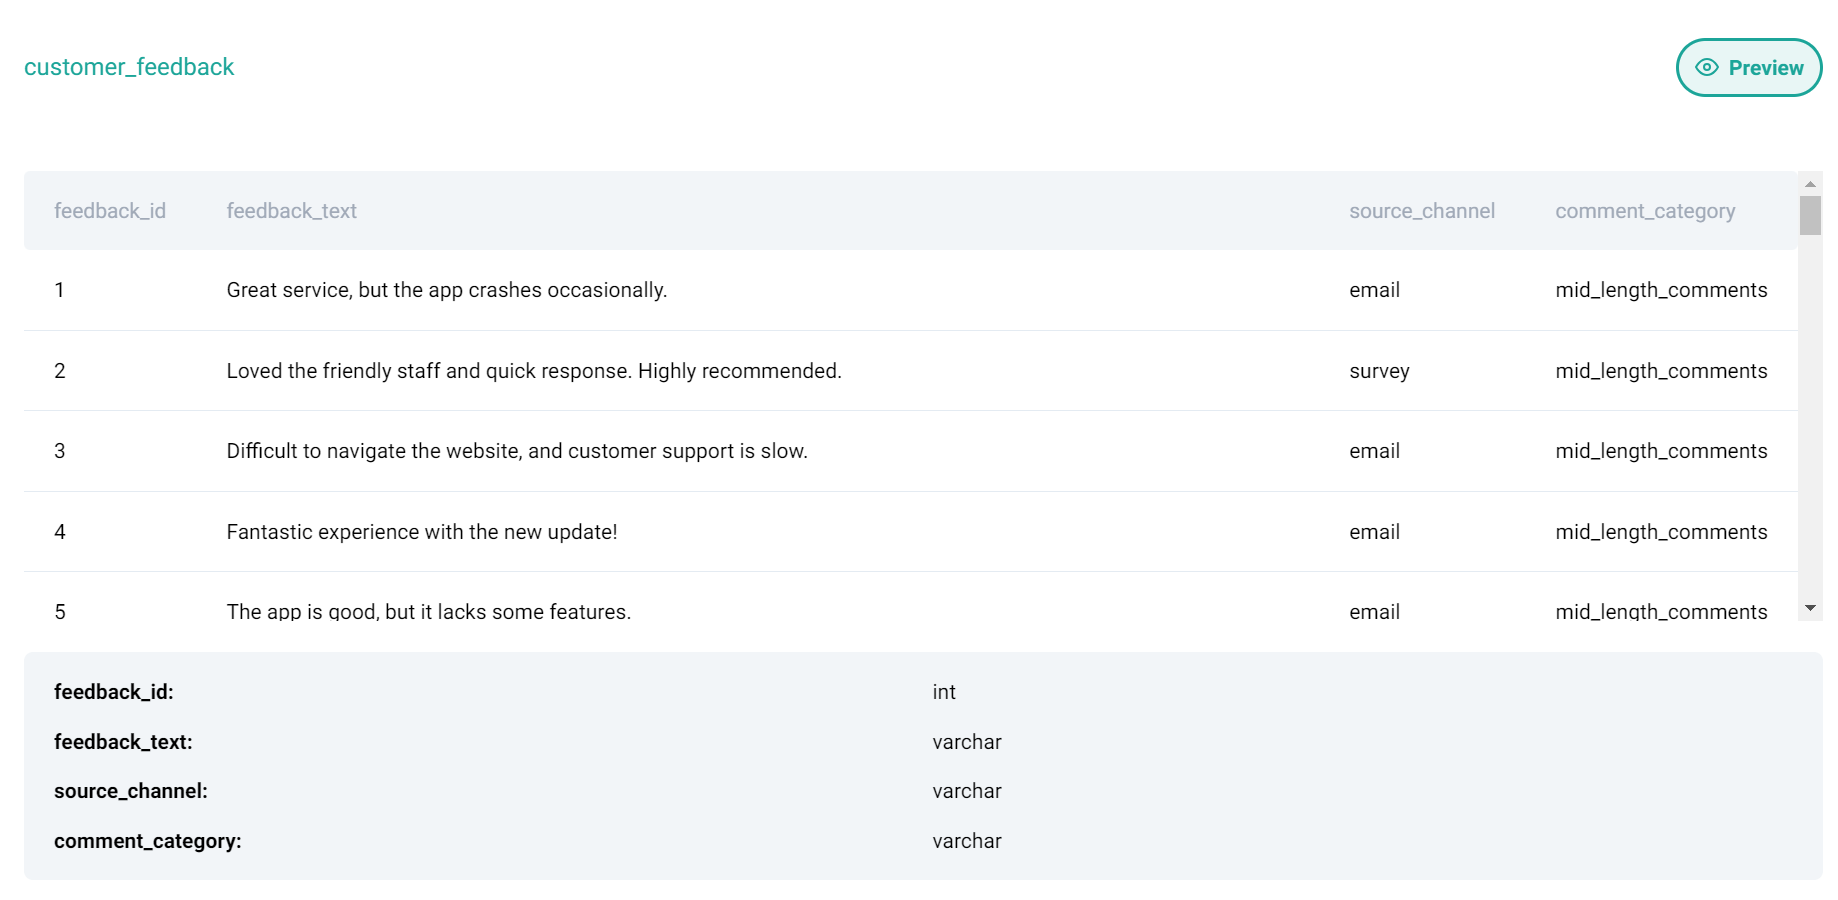 customer_feedback
Preview
feedback_id feedback_text source_channel comment_category
1 Great service, but the app crashes occasionally. email mid_length_comments
2 Loved the friendly staff and quick response. Highly recommended. survey mid_length_comments
3 Difficult to navigate the website, and customer support is slow. email mid_length_comments
4 Fantastic experience with the new update! email mid_length_comments
5 The app is good, but it lacks some features. email mid_length_comments
feedback_id: int
feedback_text: varchar
source_channel: varchar
comment_category: varchar